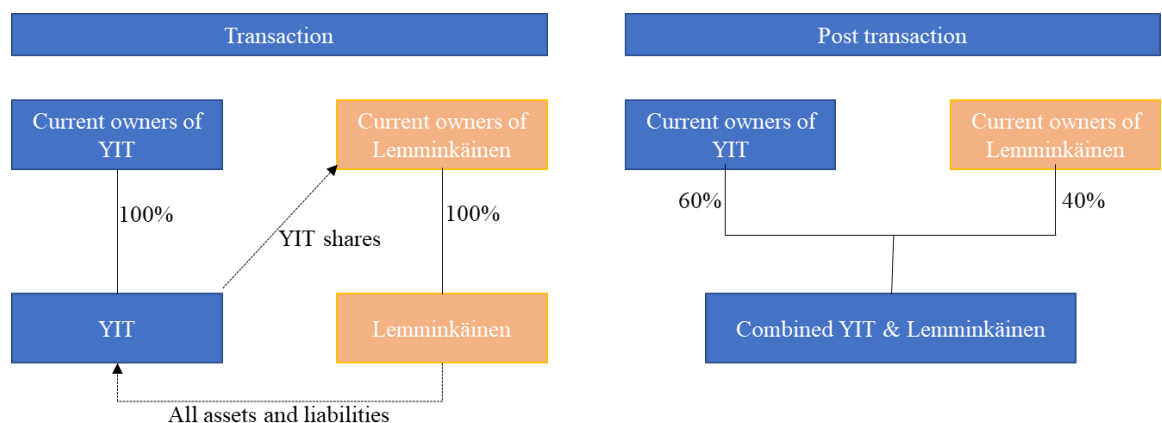 Transaction
Post transaction
Current owners of
YIT
Current owners of
Lemminkäinen
Current owners of
YIT
Current owners of
Lemminkäinen
100%
100%
60%
40%
YIT shares
YIT
Lemminkäinen
Combined YIT & Lemminkäinen
All assets and liabilities